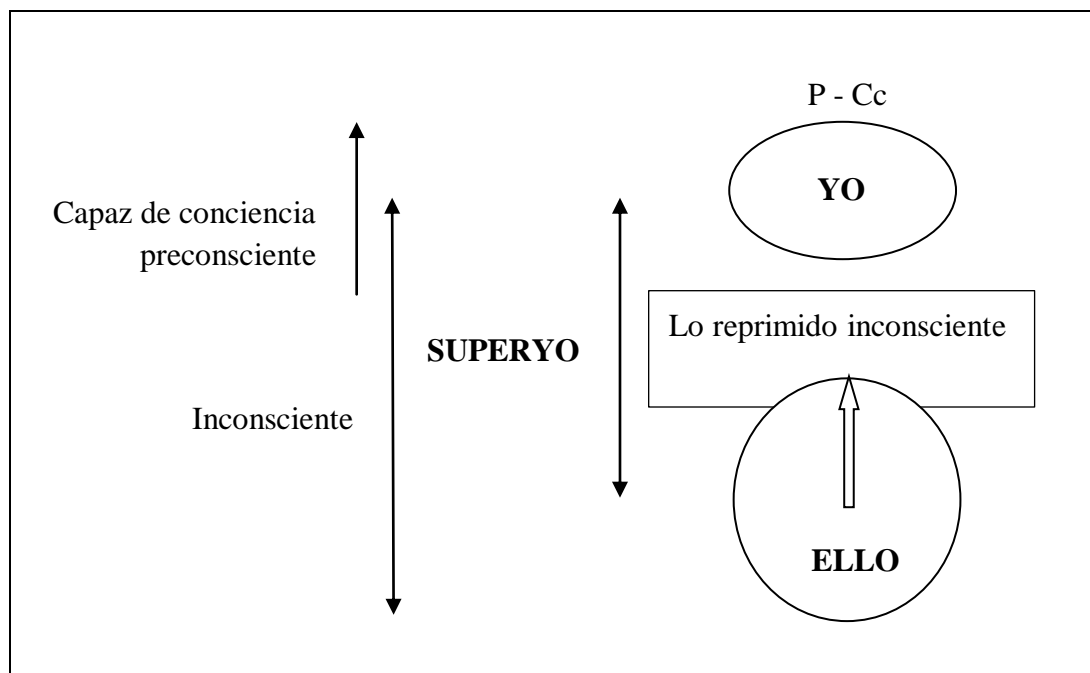 P - Cc
YO
Capaz de conciencia
preconsciente
Lo reprimido inconsciente
SUPERYO
Inconsciente
ELLO